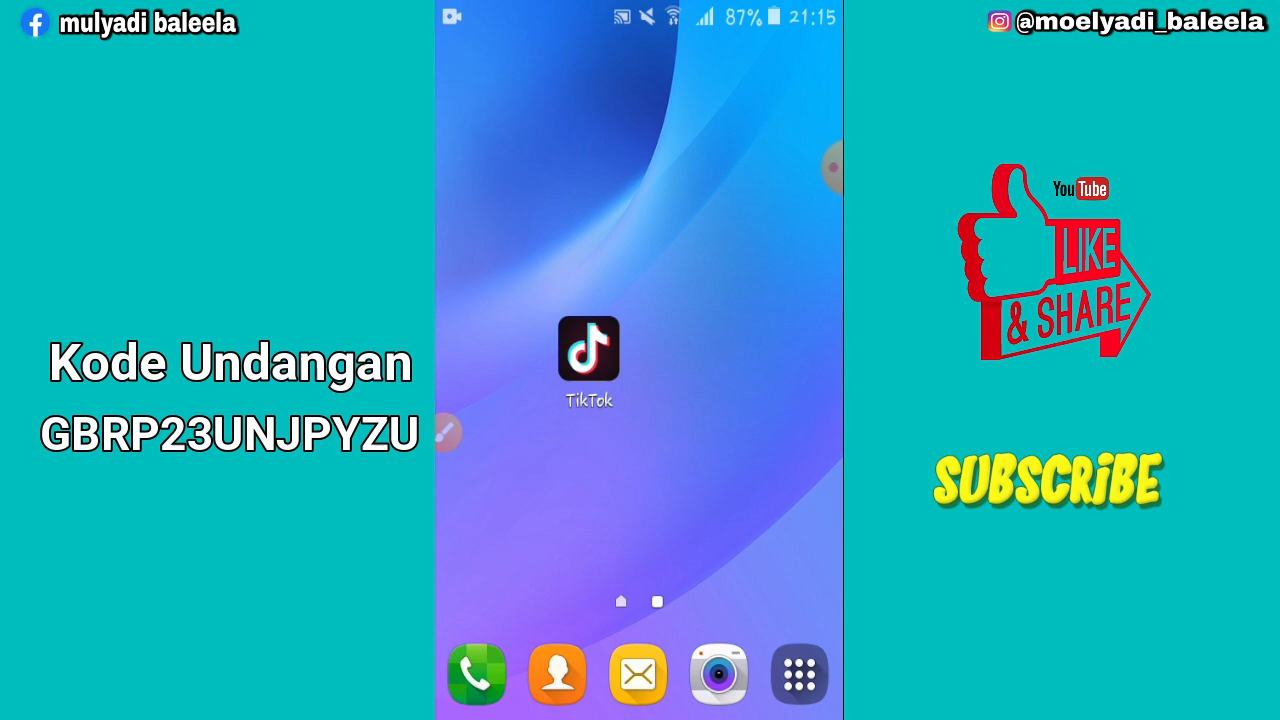 mulyadi baleela
87% 21:15
@moelyadi_baleela
YouTube
LIKE
& SHARE
Kode Undangan
GBRP23UNJPYZU
TikTok
SUBSCRiBE